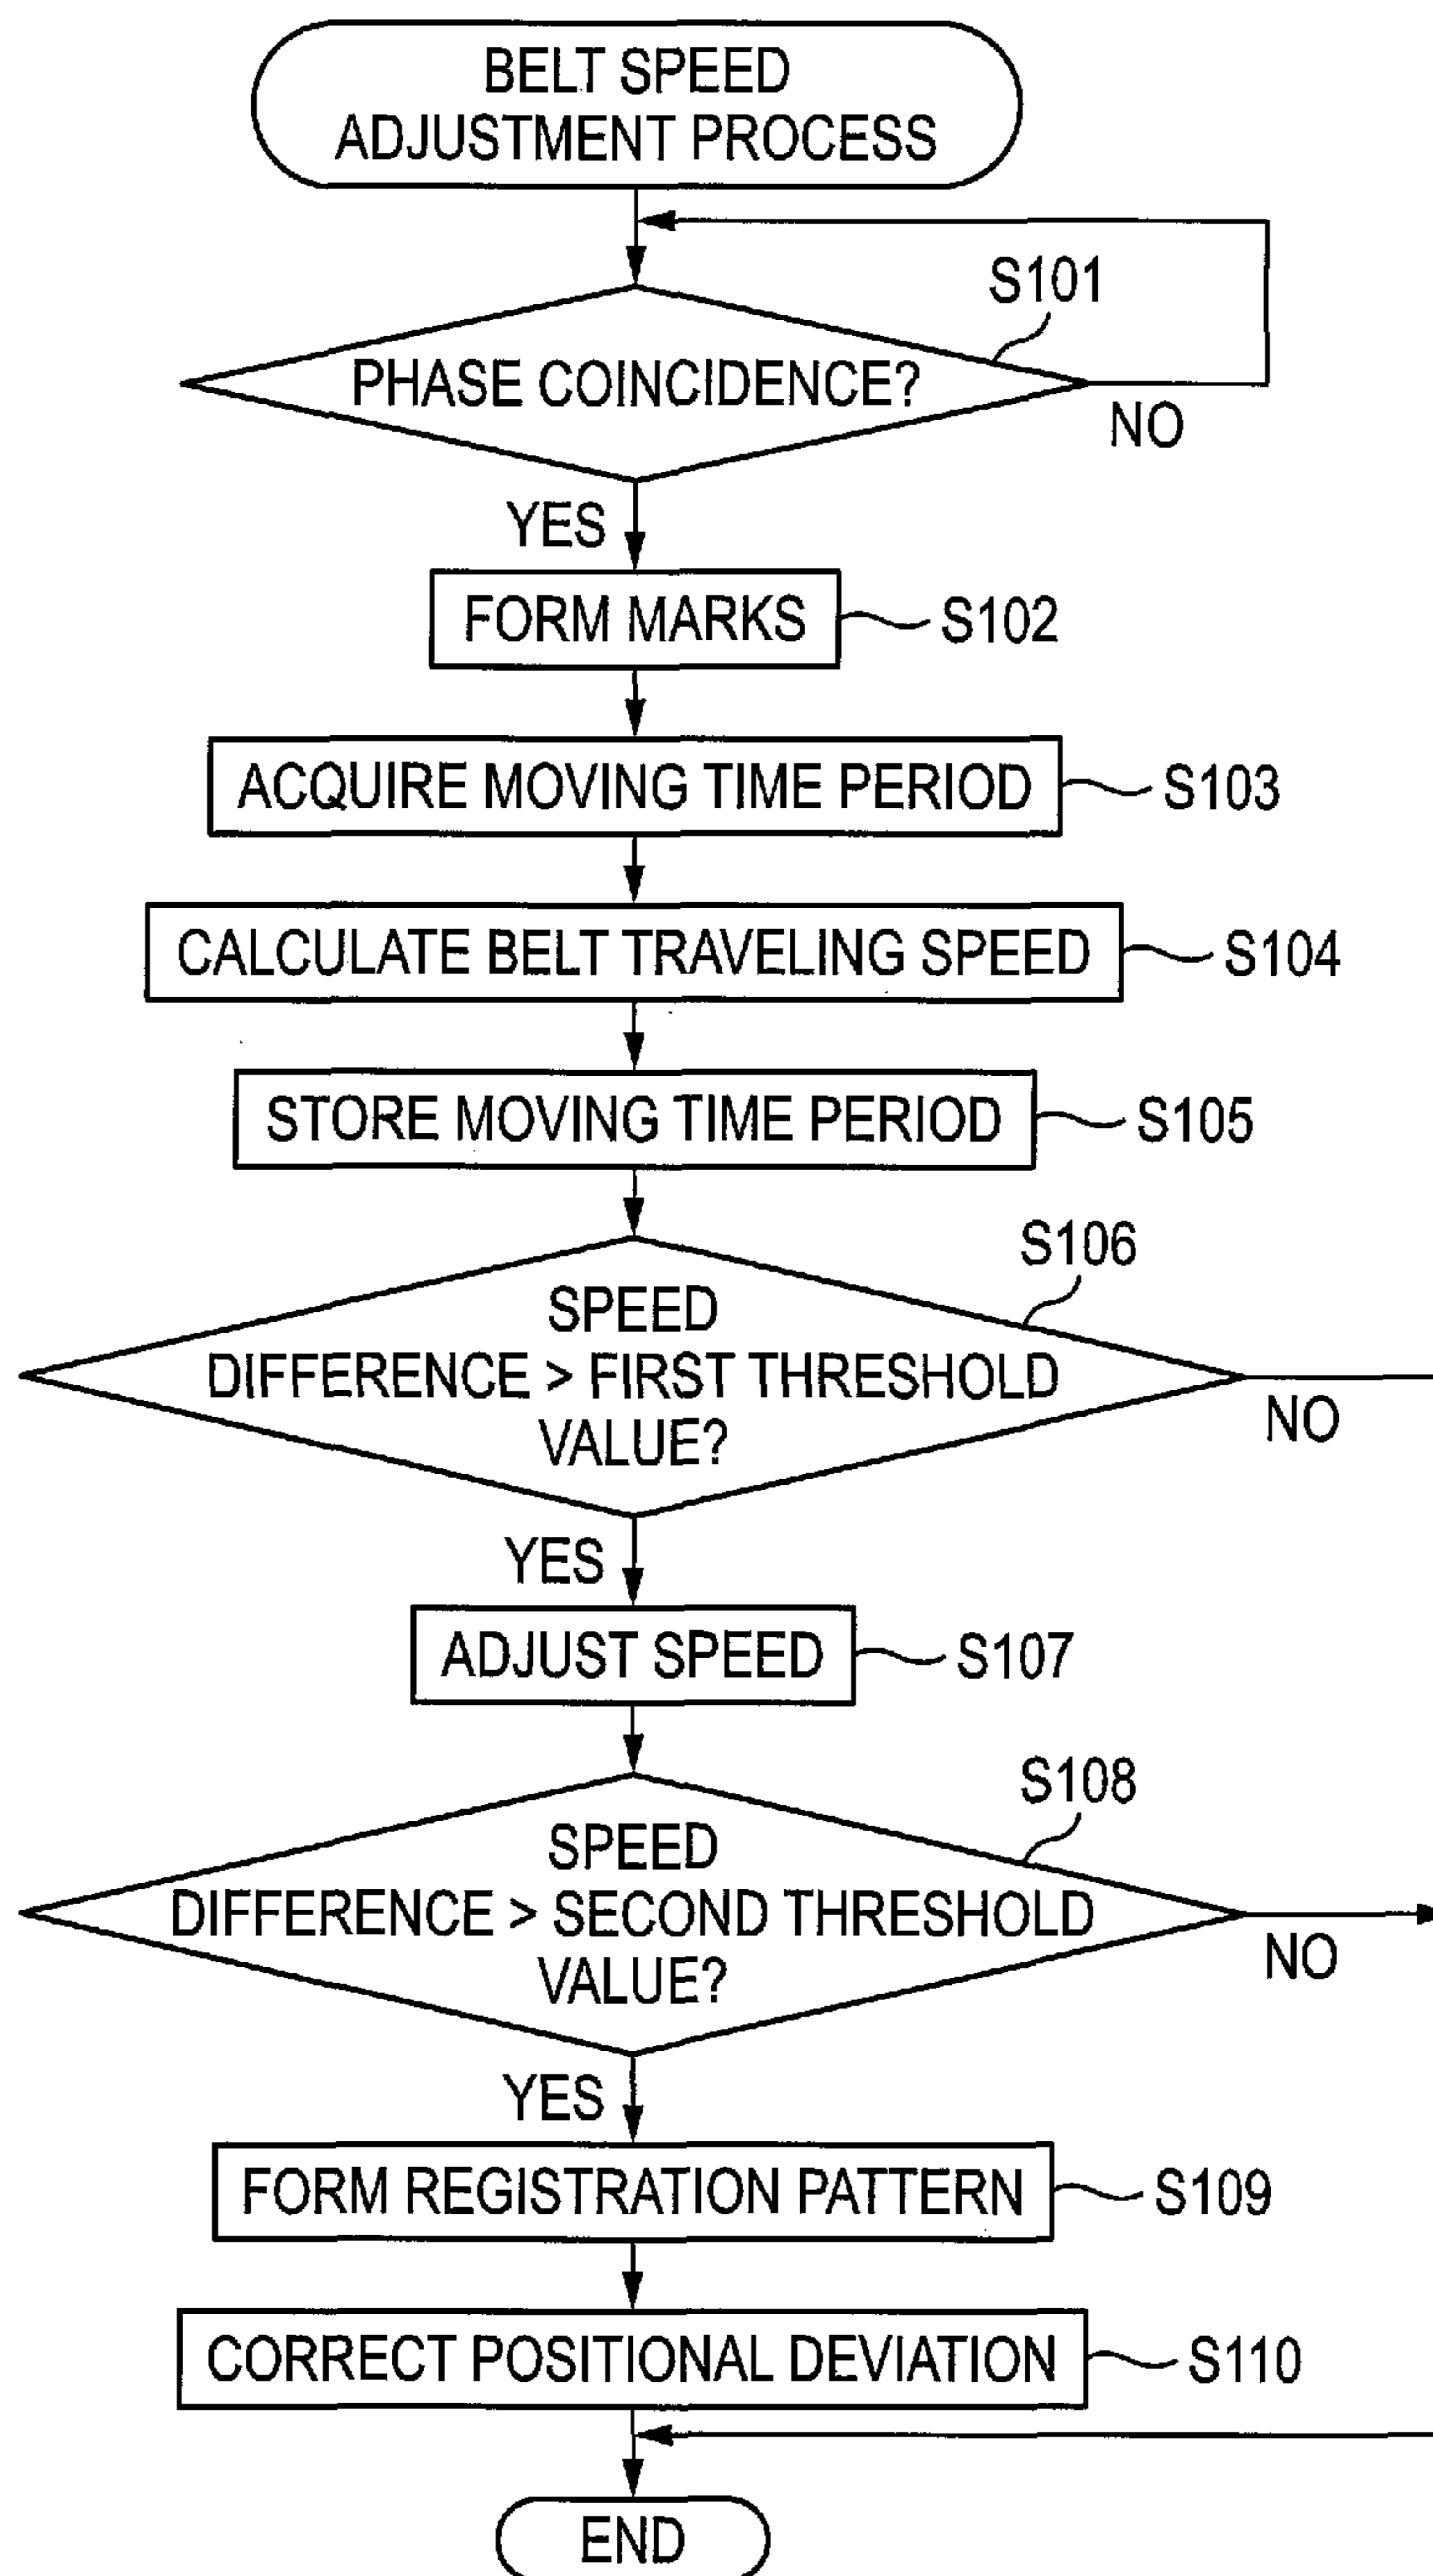 BELT SPEED
ADJUSTMENT PROCESS
S101
PHASE COINCIDENCE?
NO
YES
FORM MARKS
S102
ACQUIRE MOVING TIME PERIOD
S103
CALCULATE BELT TRAVELING SPEED
S104
STORE MOVING TIME PERIOD
S105
S106
SPEED
DIFFERENCE > FIRST THRESHOLD
VALUE?
NO
YES
ADJUST SPEED
S107
S108
SPEED
DIFFERENCE > SECOND THRESHOLD
VALUE?
NO
YES
FORM REGISTRATION PATTERN
S109
CORRECT POSITIONAL DEVIATION
S110
END